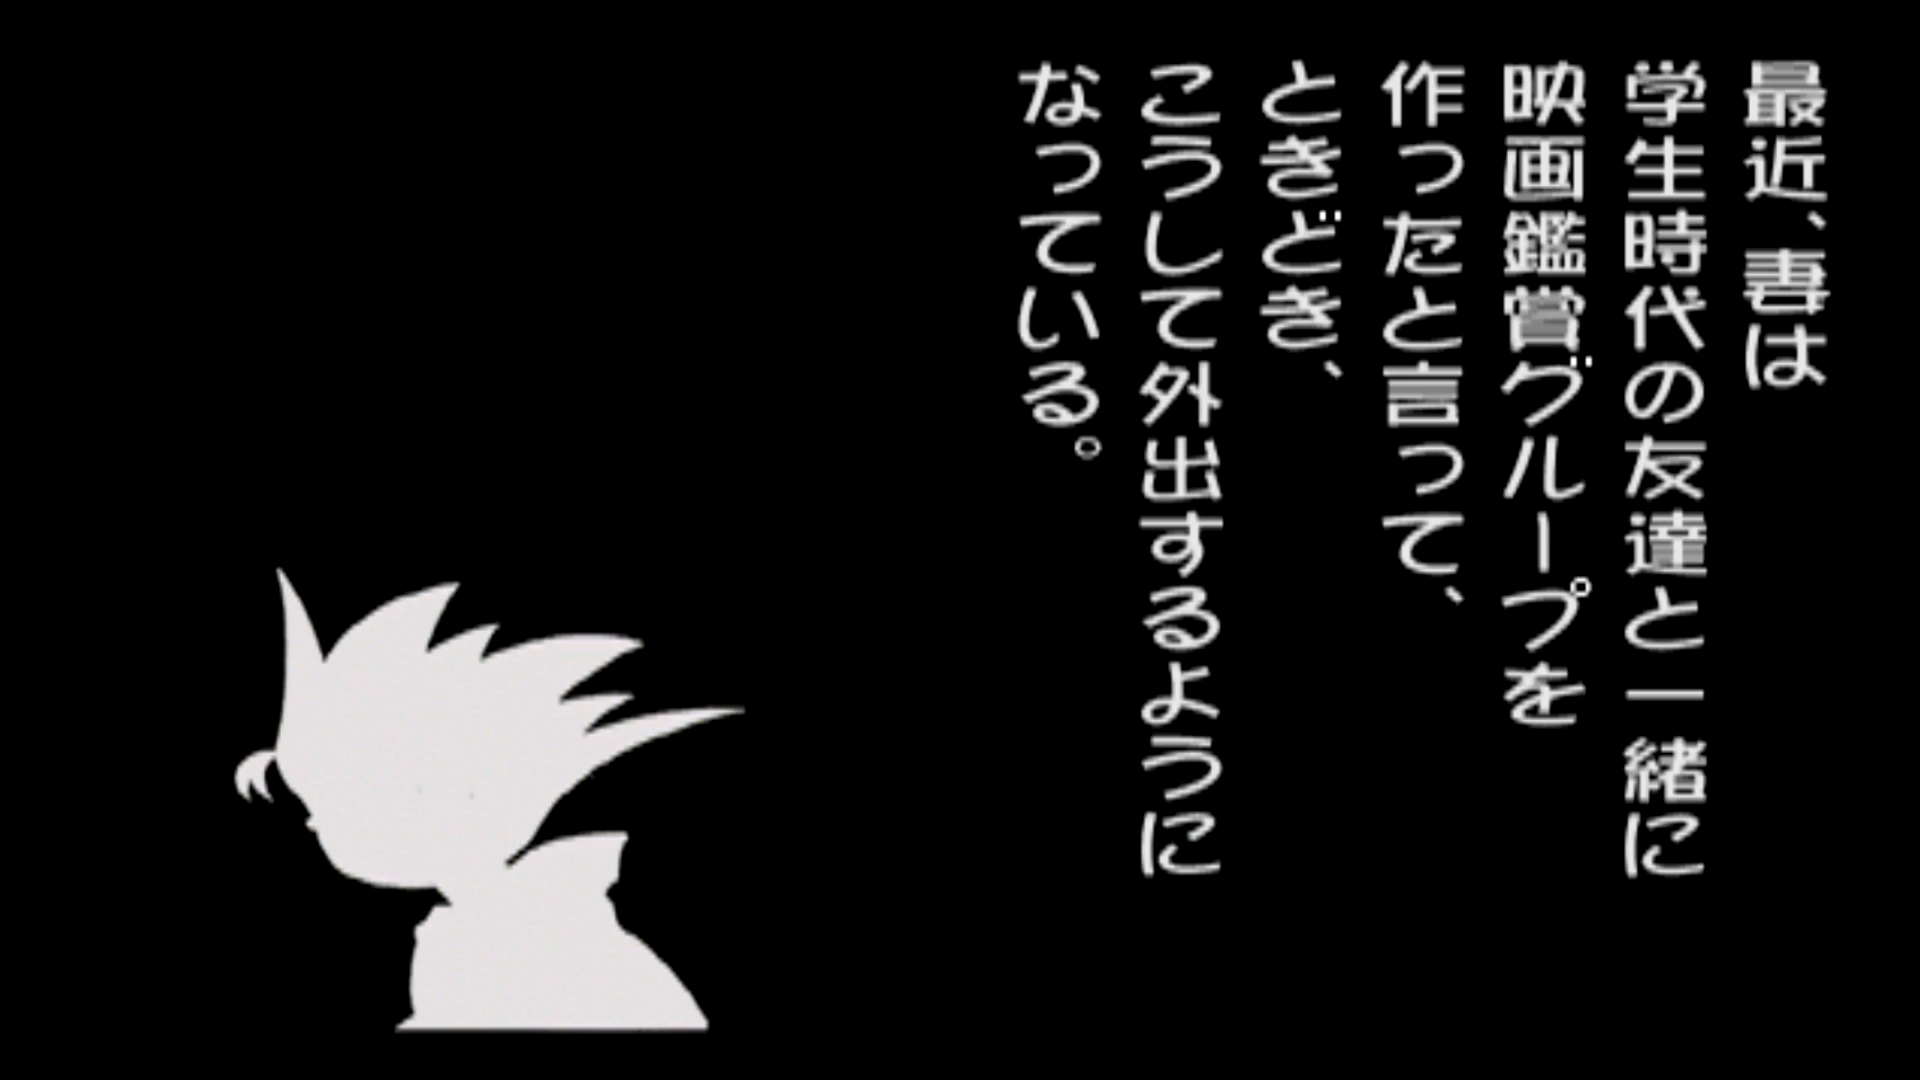 最近、妻は
学生時代の友達と一緒に
映画鑑賞グループを
作ったと言って、
ときどき、
こうして外出するように
なっている。